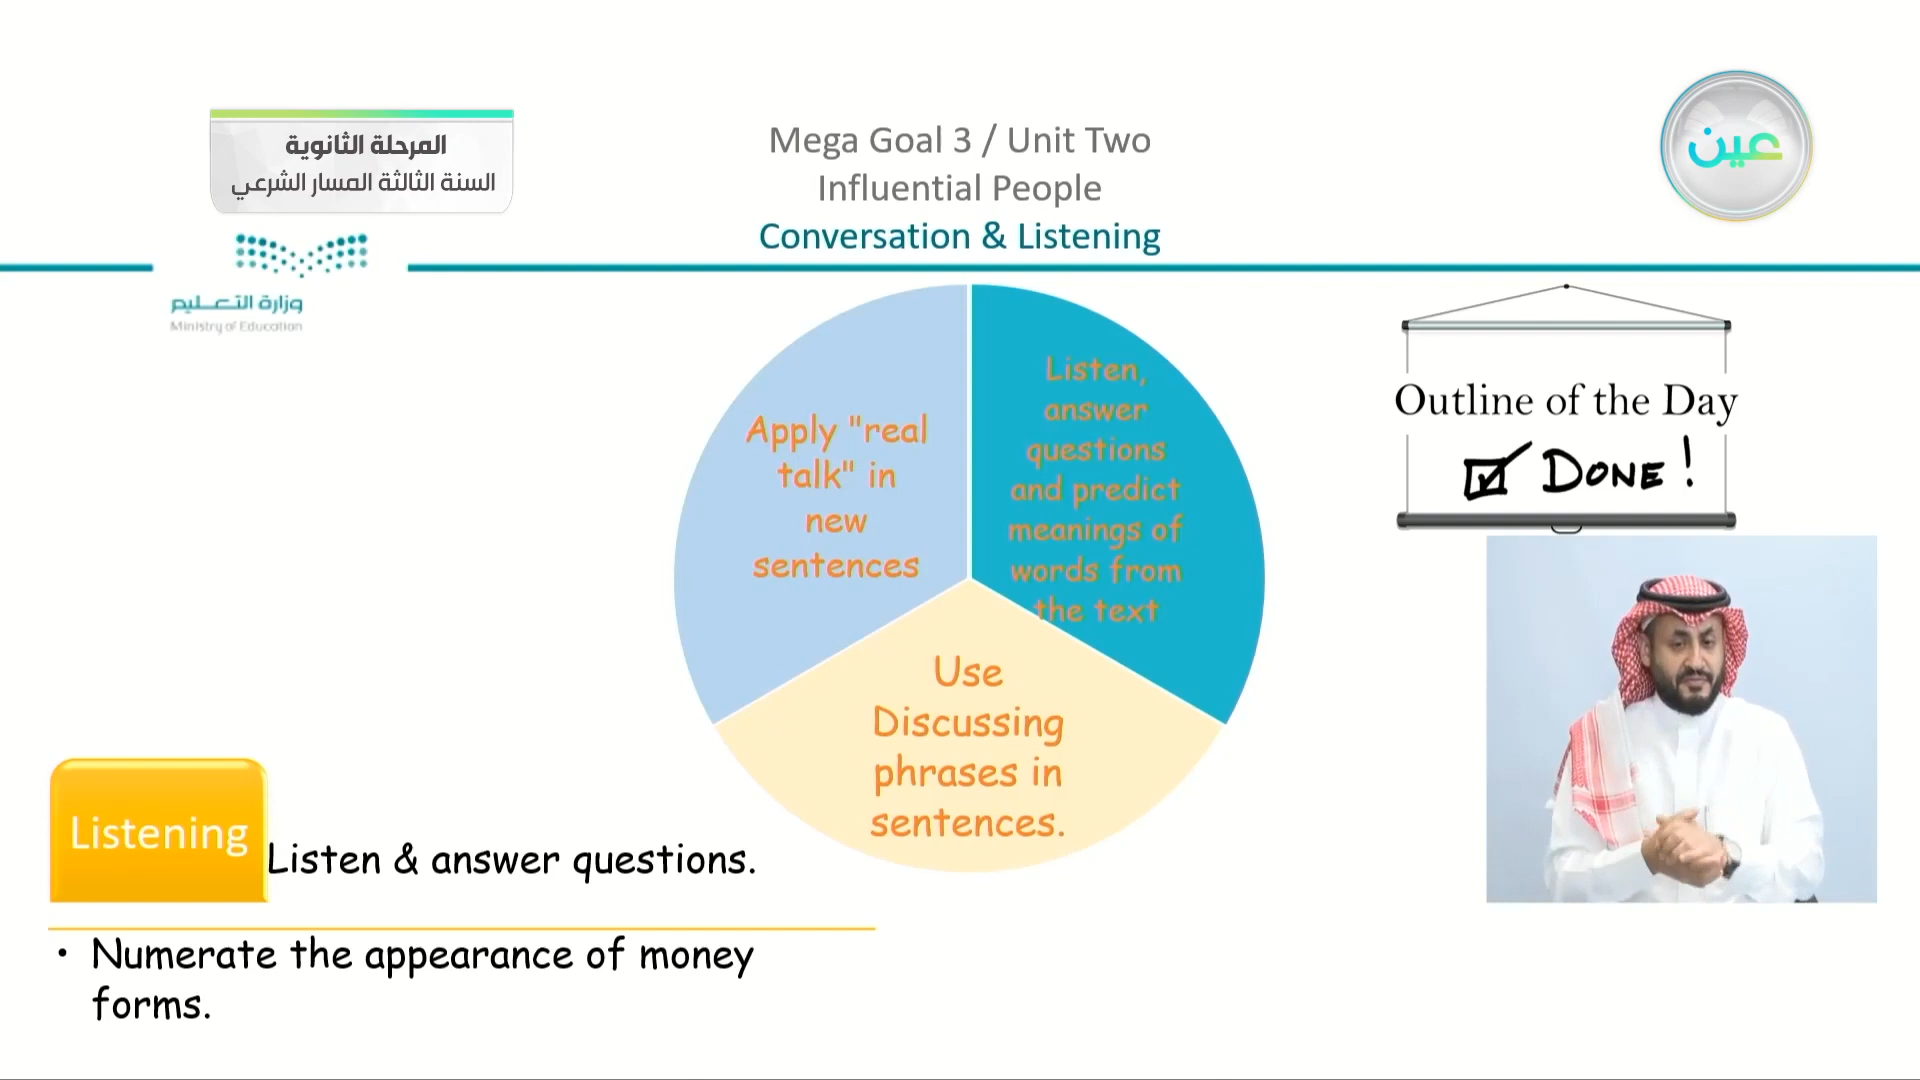 المرحلة الثانوية
السنة الثالثة المسار الشرعي
وزارة التعليم
Ministry of Education
Mega Goal 3 / Unit Two
Influential People
Conversation & Listening
عين
Apply "real
talk" in
new
sentences
Listen,
answer
questions
and predict
meanings of
words from
the text
Use
Discussing
phrases in
sentences.
Outline of the Day
DONE!
Listening
Listen & answer questions.
• Numerate the appearance of money
forms.